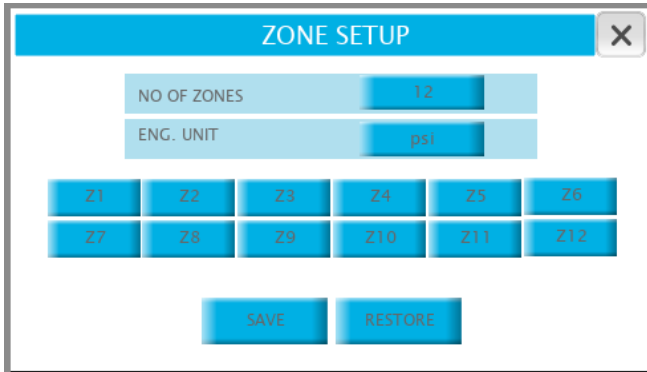 ZONE SETUP
NO OF ZONES 12
ENG. UNIT psi
Z1 Z2 Z3 Z4 Z5 Z6
Z7 Z8 Z9 Z10 Z11 Z12
SAVE RESTORE